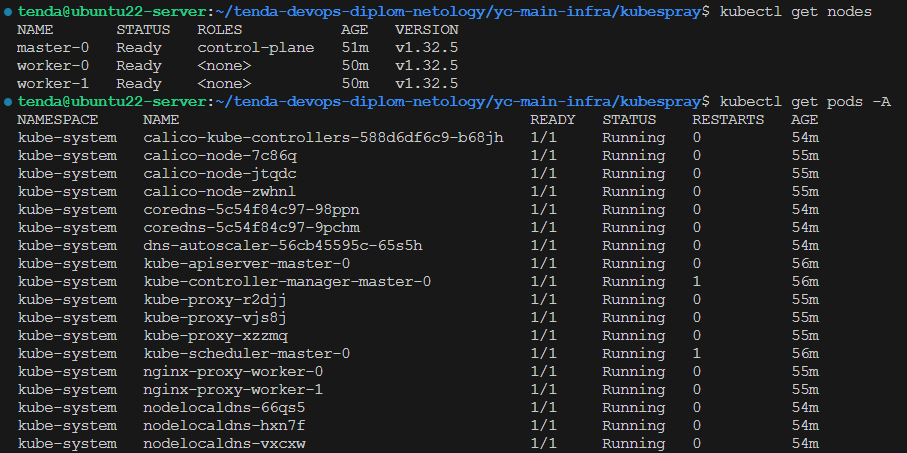 tenda@ubuntu22-server:~/tenda-devops-diplom-netology/yc-main-infra/kubespray$ kubectl get nodes
NAME STATUS ROLES AGE VERSION
master-0 Ready control-plane 51m v1.32.5
worker-0 Ready <none> 50m v1.32.5
worker-1 Ready <none> 50m v1.32.5
tenda@ubuntu22-server:~/tenda-devops-diplom-netology/yc-main-infra/kubespray$ kubectl get pods -A
NAMESPACE NAME READY STATUS RESTARTS AGE
kube-system calico-kube-controllers-588d6df6c9-b68jh 1/1 Running 0 54m
kube-system calico-node-7c86q 1/1 Running 0 55m
kube-system calico-node-jtqdc 1/1 Running 0 55m
kube-system calico-node-zwhnl 1/1 Running 0 55m
kube-system coredns-5c54f84c97-98ppn 1/1 Running 0 54m
kube-system coredns-5c54f84c97-9pchm 1/1 Running 0 54m
kube-system dns-autoscaler-56cb45595c-65s5h 1/1 Running 0 54m
kube-system kube-apiserver-master-0 1/1 Running 0 56m
kube-system kube-controller-manager-master-0 1/1 Running 1 56m
kube-system kube-proxy-r2djj 1/1 Running 0 55m
kube-system kube-proxy-vjs8j 1/1 Running 0 55m
kube-system kube-proxy-xzzmq 1/1 Running 0 55m
kube-system kube-scheduler-master-0 1/1 Running 1 56m
kube-system nginx-proxy-worker-0 1/1 Running 0 55m
kube-system nginx-proxy-worker-1 1/1 Running 0 55m
kube-system nodelocaldns-66qs5 1/1 Running 0 54m
kube-system nodelocaldns-hxn7f 1/1 Running 0 54m
kube-system nodelocaldns-vxcxw 1/1 Running 0 54m